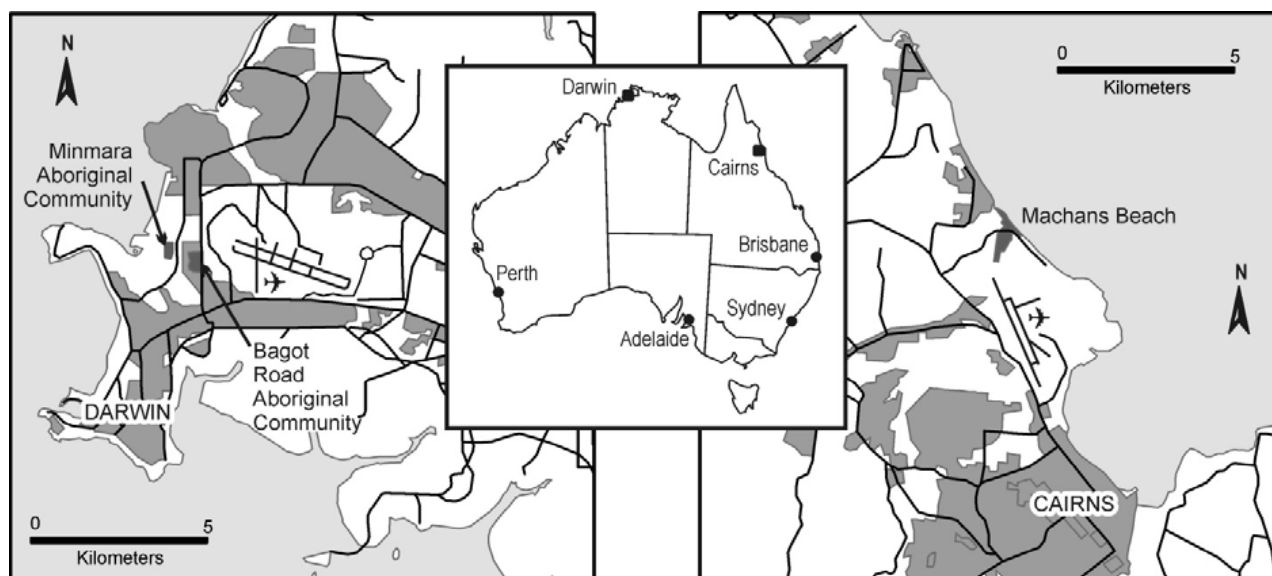 N
Minmara
Aboriginal
Community
Bagot
Road
Aboriginal
Community
DARWIN
0 5
Kilometers
Darwin
Cairns
Brisbane
Perth
Sydney
Adelaide
0 5
Kilometers
Machans Beach
N
CAIRNS